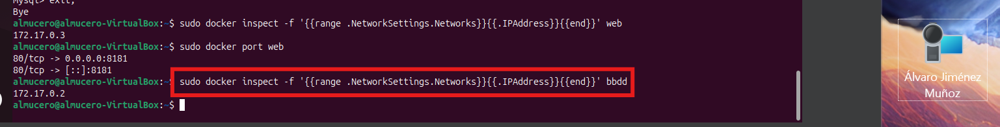 Mysql> exit;
Bye
almucero@almucero-VirtualBox:~$ sudo docker inspect -f '{{range .NetworkSettings.Networks}}{{.IPAddress}}{{end}}' web
172.17.0.3
almucero@almucero-VirtualBox:~$ sudo docker port web
80/tcp -> 0.0.0.0:8181
80/tcp -> [::]:8181
almucero@almucero-VirtualBox:~$ sudo docker inspect -f '{{range .NetworkSettings.Networks}}{{.IPAddress}}{{end}}' bbdd
172.17.0.2
almucero@almucero-VirtualBox:~$
Álvaro Jiménez
Muñoz